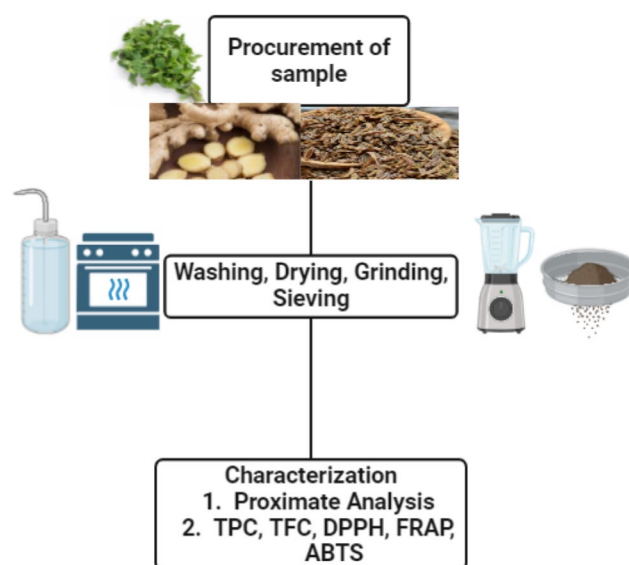 Procurement of
sample
Washing, Drying, Grinding,
Sieving
Characterization
1. Proximate Analysis
2. TPC, TFC, DPPH, FRAP,
ABTS